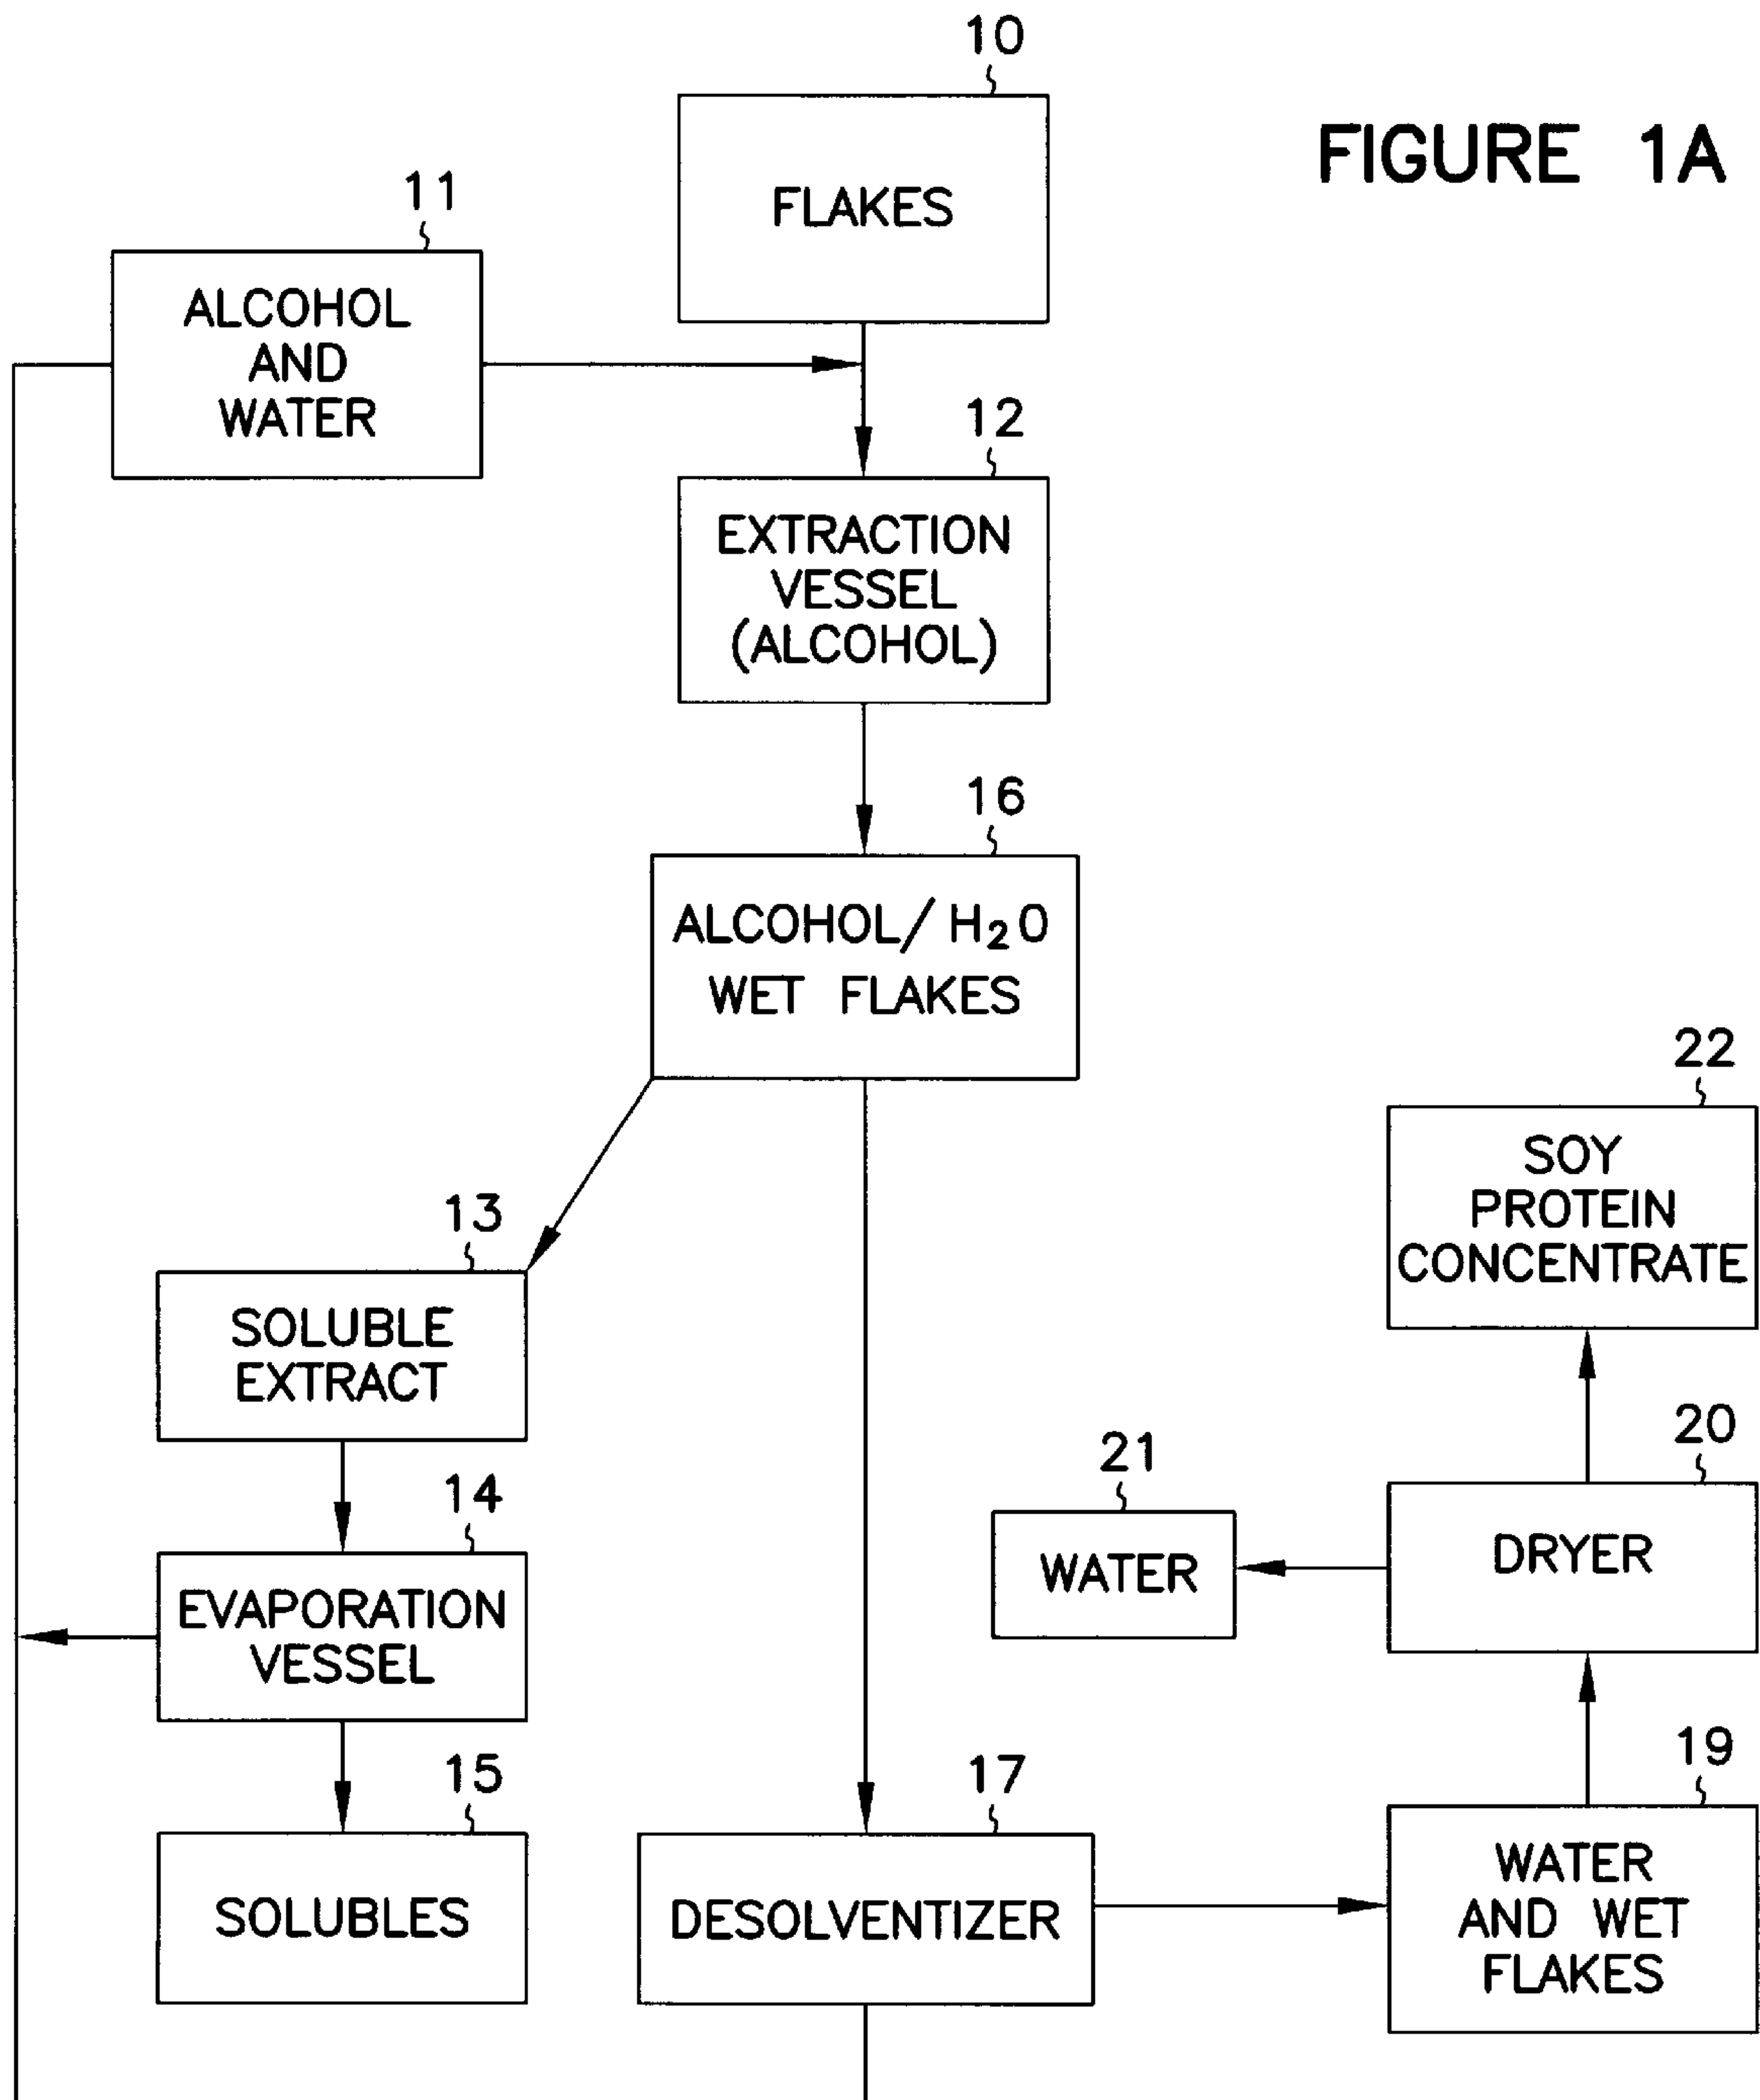 FIGURE 1A
10
FLAKES
11
ALCOHOL
AND
WATER
12
EXTRACTION
VESSEL
(ALCOHOL)
16
ALCOHOL/H₂O
WET FLAKES
13
SOLUBLE
EXTRACT
14
EVAPORATION
VESSEL
15
SOLUBLES
17
DESOLVENTIZER
19
WATER
AND WET
FLAKES
20
DRYER
21
WATER
22
SOY
PROTEIN
CONCENTRATE